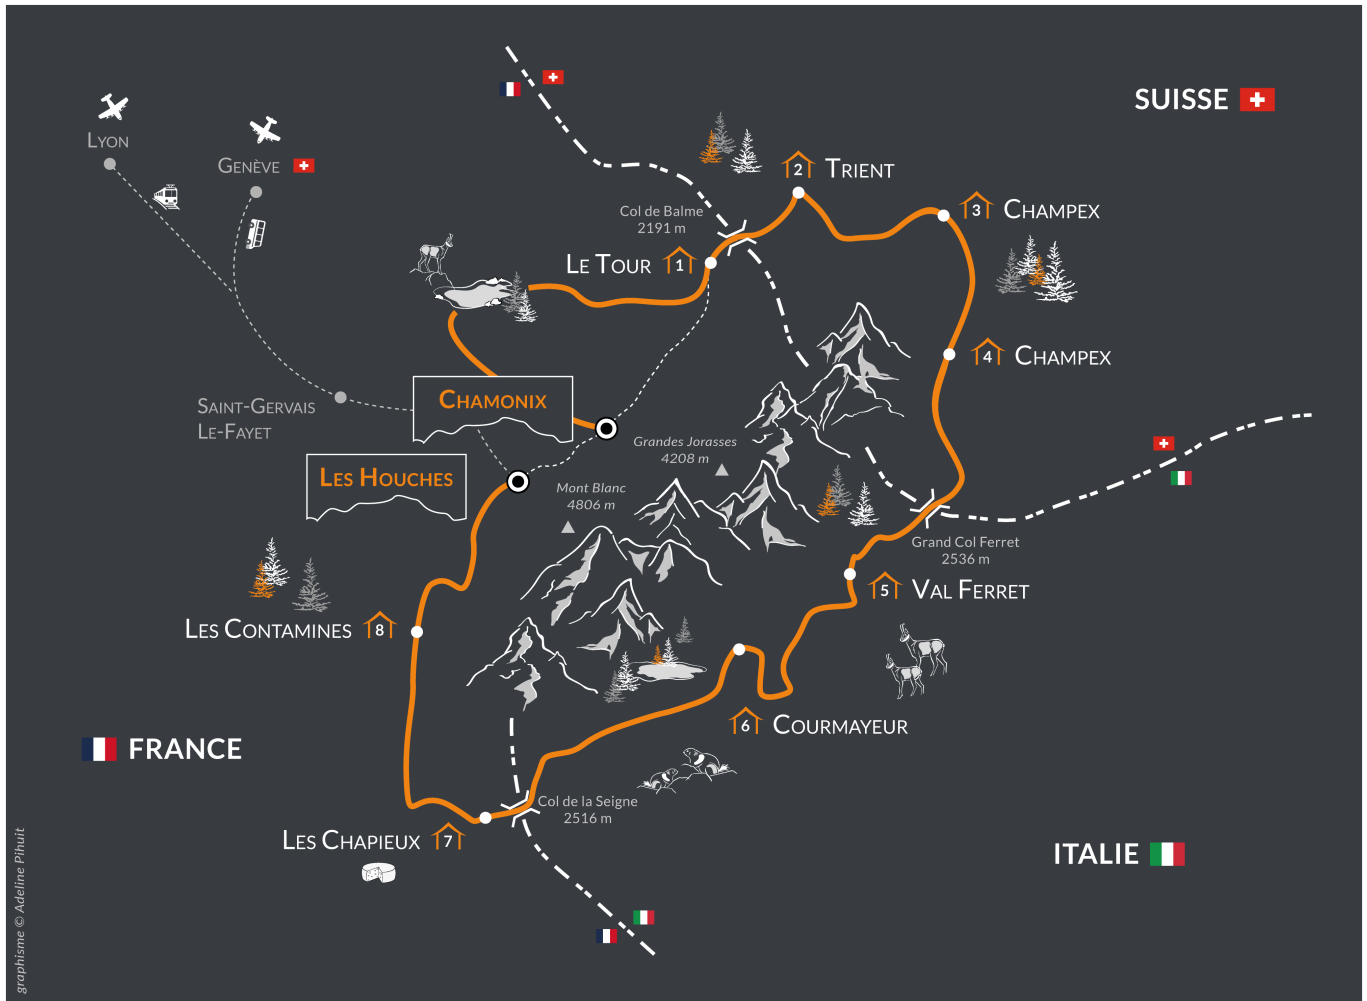 SUISSE
LYON
GENÈVE
2 TRIENT
3 CHAMPEX
Col de Balme
2191 m
LE TOUR 1
4 CHAMPEX
CHAMONIX
SAINT-GERVAIS
LE-FAYET
LES HOUCHES
Grandes Jorasses
4208 m
Mont Blanc
4806 m
Grand Col Ferret
2536 m
5 VAL FERRET
LES CONTAMINES 8
6 COURMAYEUR
FRANCE
Col de la Seigne
2516 m
LES CHAPIEUX 7
ITALIE
graphisme © Adeline Pihuit